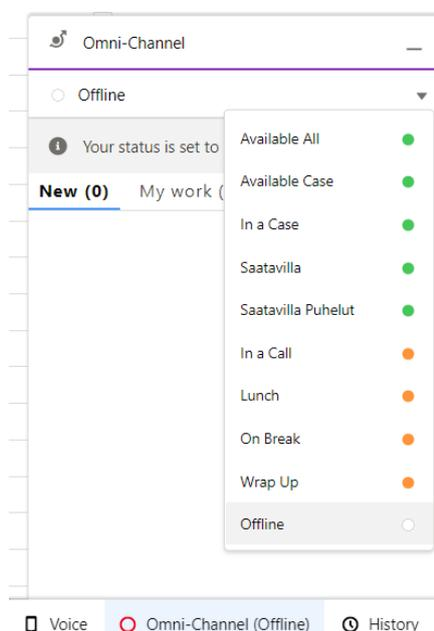 Omni-Channel
Offline
Your status is set to
New (0) My work (
Available All
Available Case
In a Case
Saatavilla
Saatavilla Puhelut
In a Call
Lunch
On Break
Wrap Up
Offline
Voice Omni-Channel (Offline) History